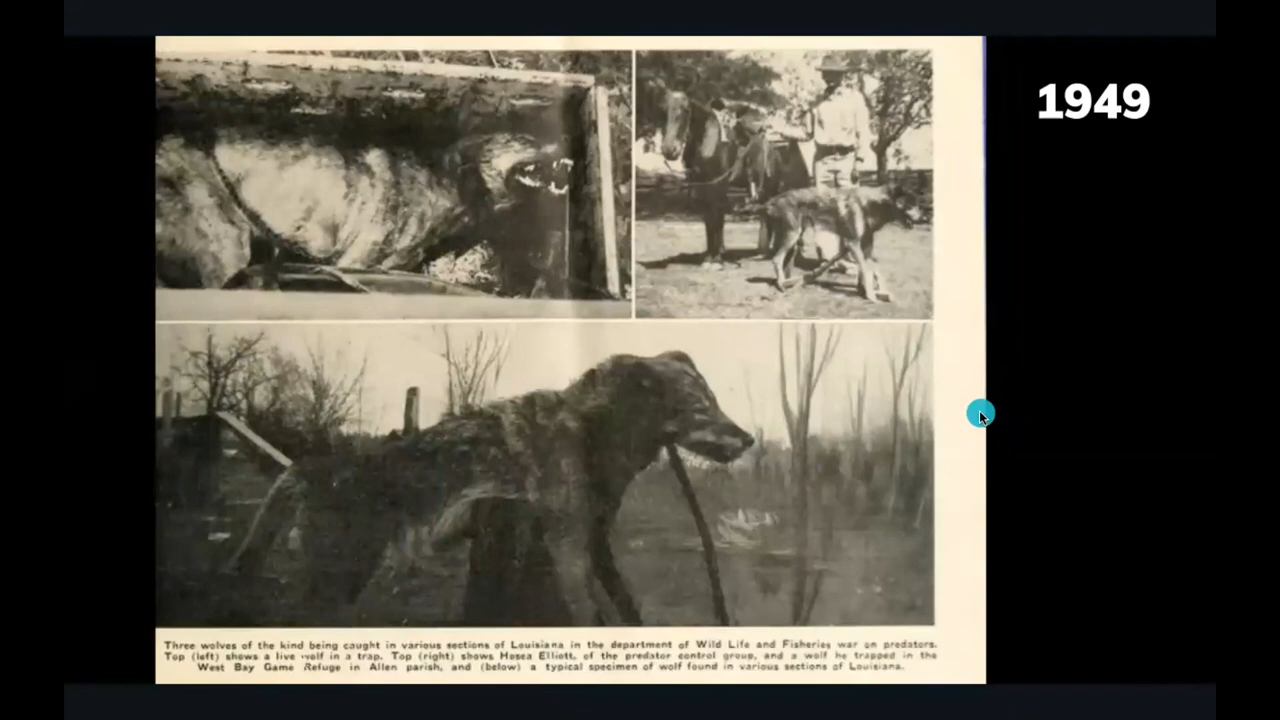 1949
Three wolves of the kind being caught in various sections of Louisiana in the department of Wild Life and Fisheries war on predators.
Top (left) shows a live wolf in a trap. Top (right) shows Hosea Elliott, of the predator control group, and a wolf he trapped in the
West Bay Game Refuge in Allen parish, and (below) a typical specimen of wolf found in various sections of Louisiana.